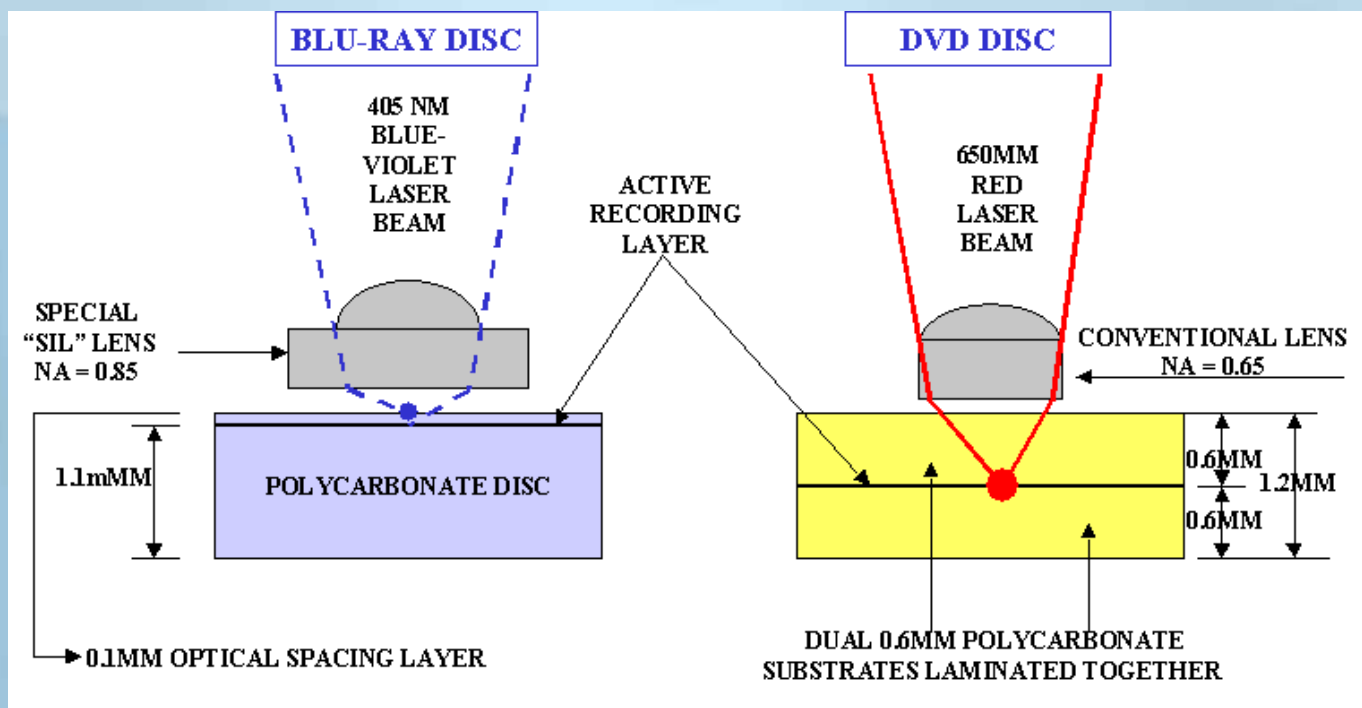 BLU-RAY DISC
DVD DISC
405 NM
BLUE-
VIOLET
LASER
BEAM
ACTIVE
RECORDING
LAYER
650MM
RED
LASER
BEAM
SPECIAL
“SIL” LENS
NA = 0.85
CONVENTIONAL LENS
NA = 0.65
1.1mMM
POLYCARBONATE DISC
0.6MM
1.2MM
0.6MM
0.1MM OPTICAL SPACING LAYER
DUAL 0.6MM POLYCARBONATE
SUBSTRATES LAMINATED TOGETHER